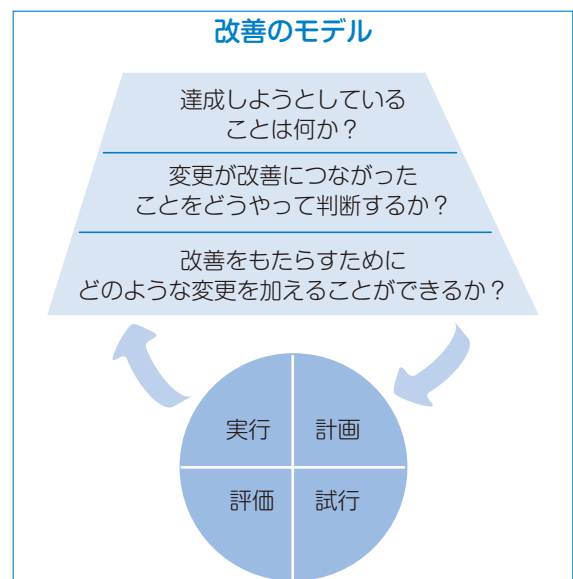 改善のモデル
達成しようとしている
ことは何か？
変更が改善につながった
ことをどうやって判断するか？
改善をもたらすために
どのような変更を加えることができるか？
実行
計画
評価
試行